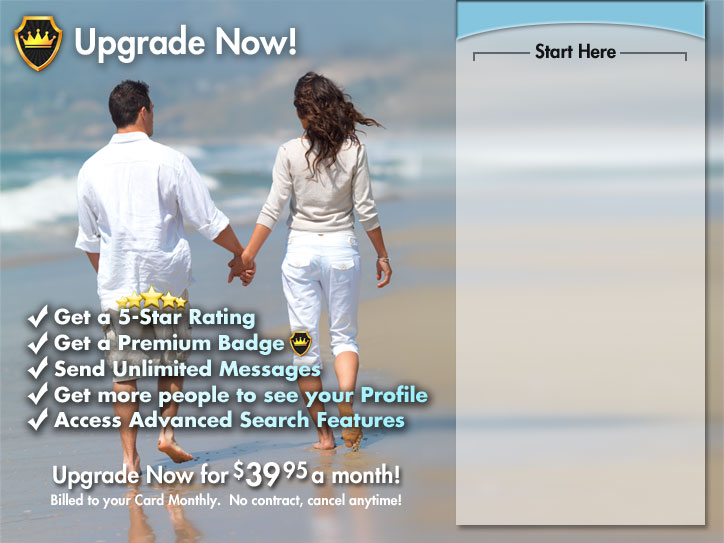 Upgrade Now!
Start Here
Get a 5-Star Rating
Get a Premium Badge
Send Unlimited Messages
Get more people to see your Profile
Access Advanced Search Features
Upgrade Now for $39.95 a month!
Billed to your Card Monthly. No contract, cancel anytime!